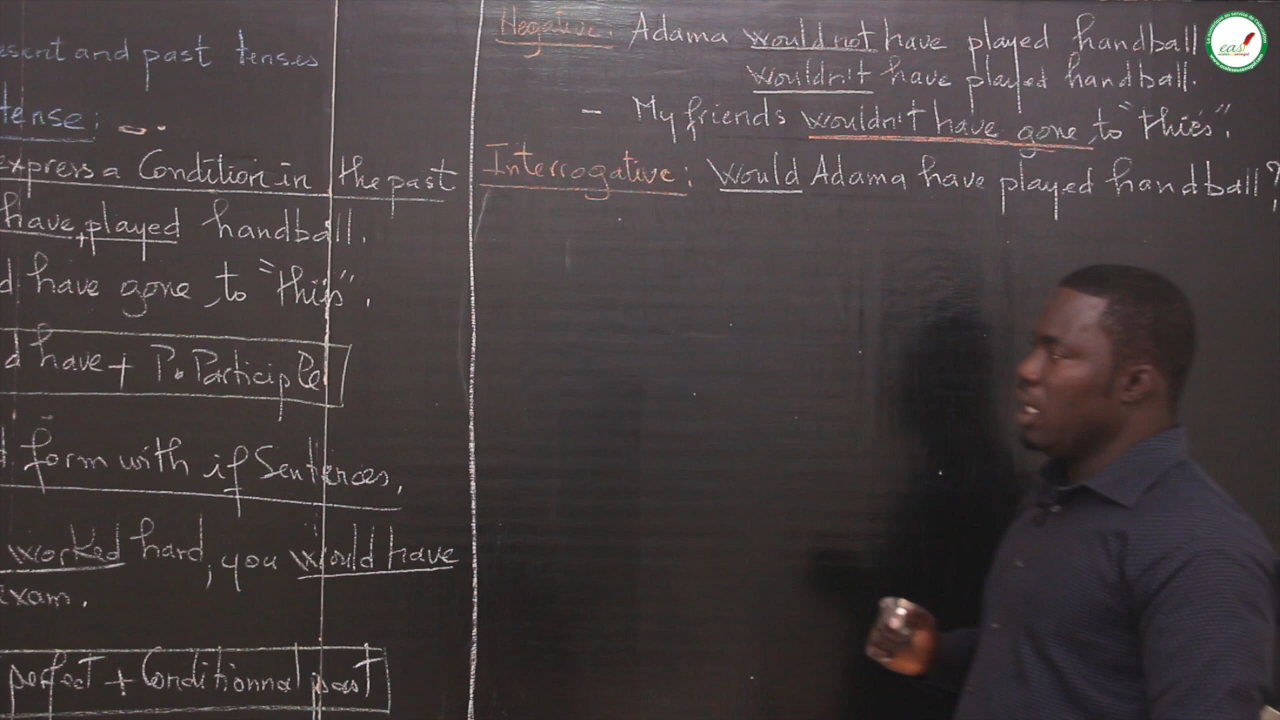 esent and past tenses
tense:
express a Condition in the past
have played handball.
d have gone to "thiès".
d have + P. Participle
t form with if Sentences,
worked hard, you would have
exam.
perfect + Conditionnal past
Negative: Adama would not have played handball
wouldn't have played handball.
- My friends wouldn't have gone to "thiès".
Interrogative: Would Adama have played handball?
eas